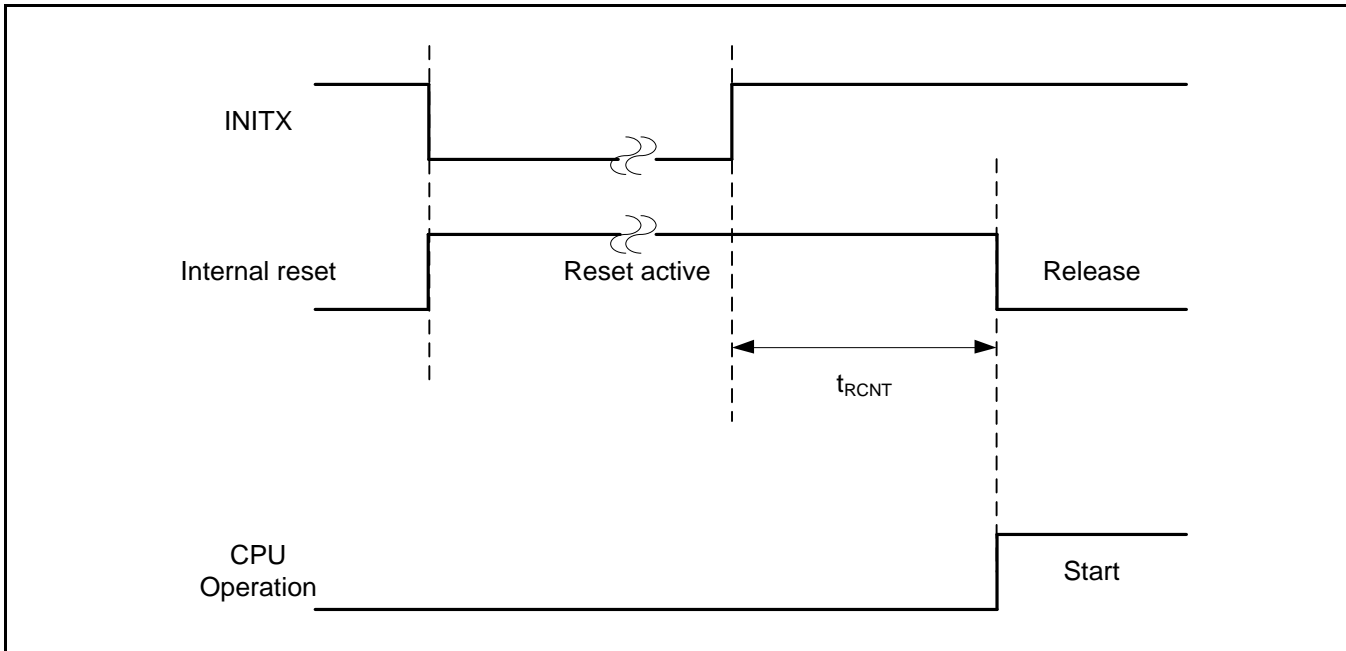 INITX
Internal reset
Reset active
Release
tRCNT
CPU
Operation
Start